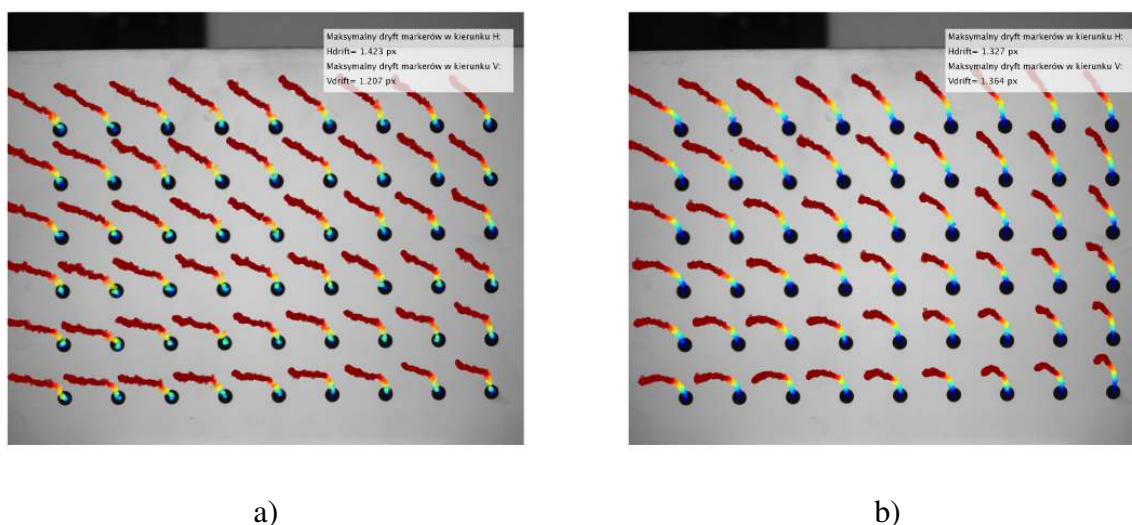 Maksymalny dryft markerów w kierunku H:
Hdrift= 1.423 px
Maksymalny dryft markerów w kierunku V:
Vdrift= 1.207 px
Maksymalny dryft markerów w kierunku H:
Hdrift= 1.327 px
Maksymalny dryft markerów w kierunku V:
Vdrift= 1.364 px
a)
b)